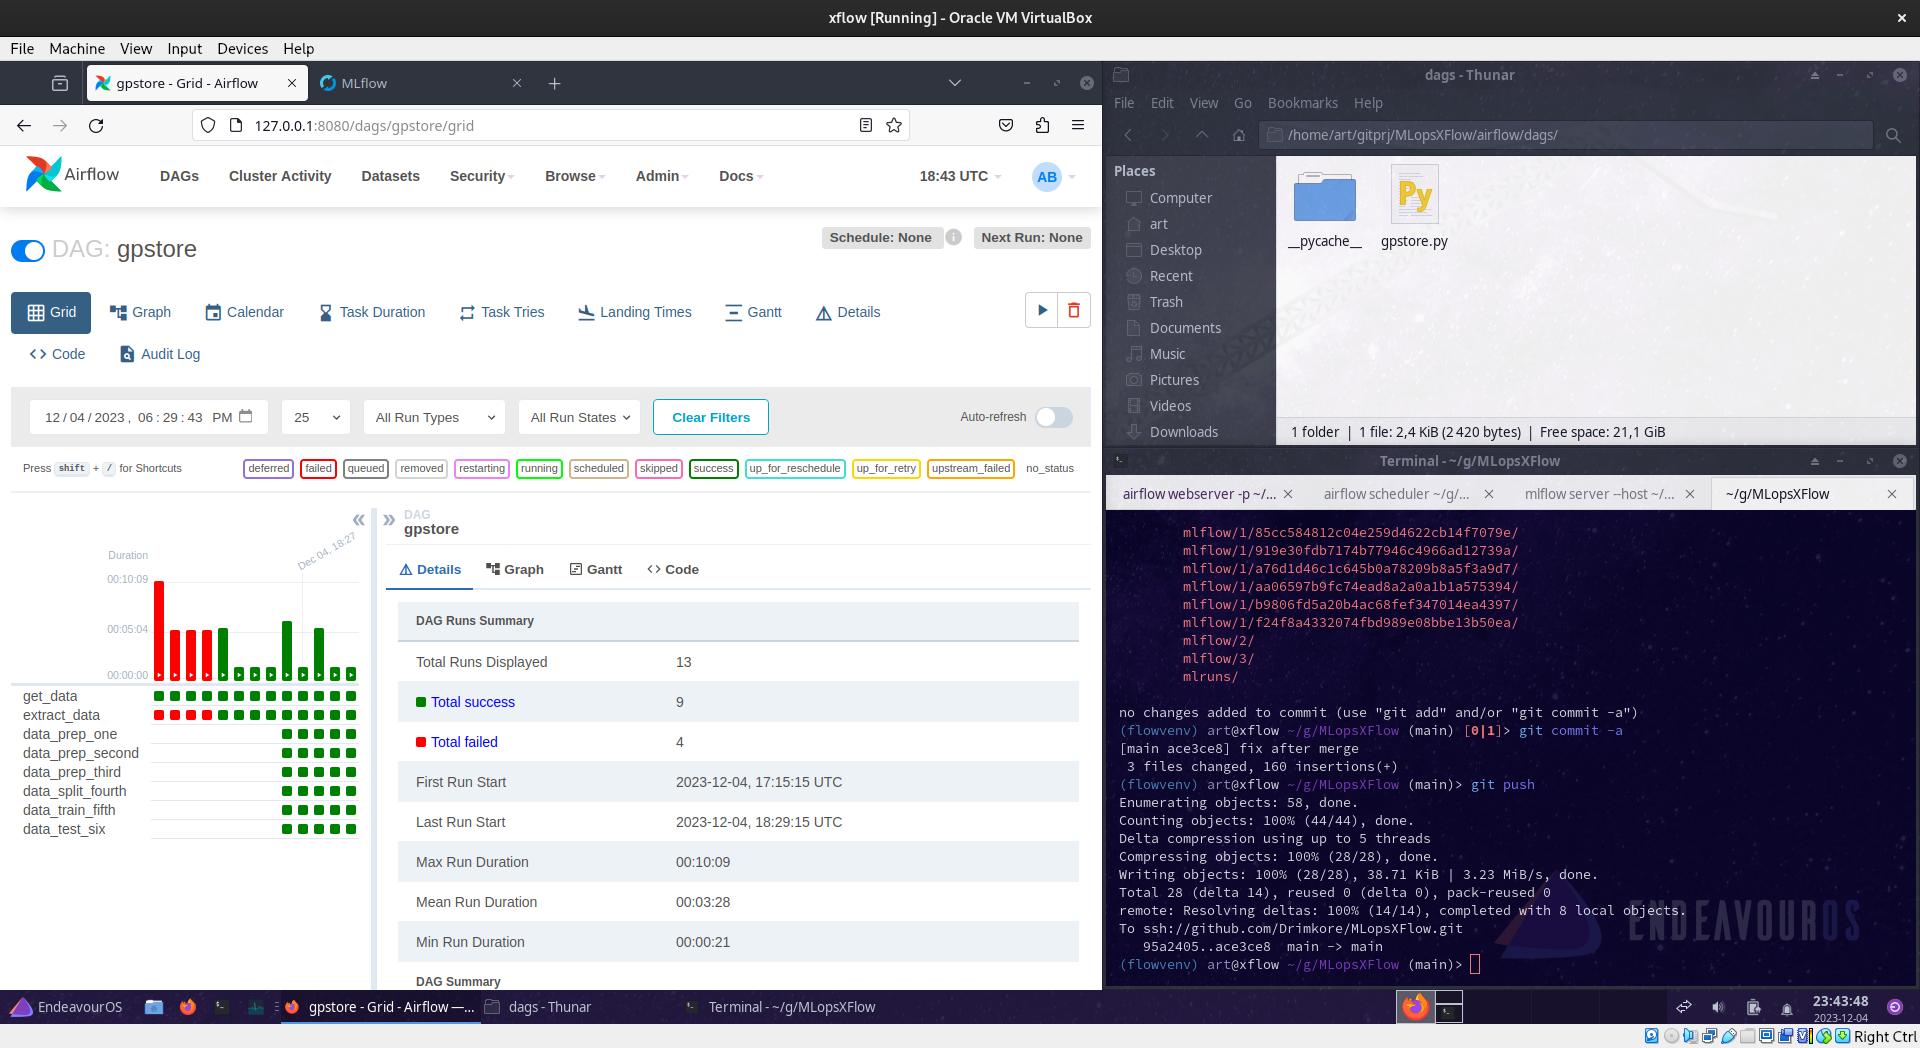 xflow [Running] - Oracle VM VirtualBox
File Machine View Input Devices Help
gpstore - Grid - Airflow
MLflow
127.0.0.1:8080/dags/gpstore/grid
Airflow
DAGs Cluster Activity Datasets Security Browse Admin Docs
18:43 UTC
AB
DAG: gpstore
Schedule: None
Next Run: None
Grid Graph Calendar Task Duration Task Tries Landing Times Gantt Details
Code Audit Log
12/04/2023, 06:29:43 PM
25
All Run Types
All Run States
Clear Filters
Auto-refresh
Press shift + / for Shortcuts
deferred failed queued removed restarting running scheduled skipped success up_for_reschedule up_for_retry upstream_failed no_status
Dec 04, 18:27
Duration
00:10:09
00:05:04
00:00:00
get_data
extract_data
data_prep_one
data_prep_second
data_prep_third
data_split_fourth
data_train_fifth
data_test_six
DAG
gpstore
Details Graph Gantt Code
DAG Runs Summary
Total Runs Displayed 13
Total success 9
Total failed 4
First Run Start 2023-12-04, 17:15:15 UTC
Last Run Start 2023-12-04, 18:29:15 UTC
Max Run Duration 00:10:09
Mean Run Duration 00:03:28
Min Run Duration 00:00:21
DAG Summary
dags - Thunar
File Edit View Go Bookmarks Help
/home/art/gitprj/MLopsXFlow/airflow/dags/
Places
Computer
art
Desktop
Recent
Trash
Documents
Music
Pictures
Videos
Downloads
Py
__pycache__
gpstore.py
1 folder | 1 file: 2,4 KiB (2 420 bytes) | Free space: 21,1 GiB
Terminal - ~/g/MLopsXFlow
airflow webserver -p ~/...
airflow scheduler ~/g/...
mlflow server --host ~/...
~/g/MLopsXFlow
mlflow/1/85cc584812c04e259d4622cb14f7079e/
mlflow/1/919e30fdb7174b77946c4966ad12739a/
mlflow/1/a76d1d46c1c645b0a78209b8a5f3a9d7/
mlflow/1/aa06597b9fc74ead8a2a0a1b1a575394/
mlflow/1/b9806fd5a20b4ac68fef347014ea4397/
mlflow/1/f24f8a4332074fbd989e08bbe13b50ea/
mlflow/2/
mlflow/3/
mlruns/
no changes added to commit (use "git add" and/or "git commit -a")
(flowvenv) art@xflow ~/g/MLopsXFlow (main) [0|1]> git commit -a
[main ace3ce8] fix after merge
3 files changed, 160 insertions(+)
(flowvenv) art@xflow ~/g/MLopsXFlow (main)> git push
Enumerating objects: 58, done.
Counting objects: 100% (44/44), done.
Delta compression using up to 5 threads
Compressing objects: 100% (28/28), done.
Writing objects: 100% (28/28), 38.71 KiB | 3.23 MiB/s, done.
Total 28 (delta 14), reused 0 (delta 0), pack-reused 0
remote: Resolving deltas: 100% (14/14), completed with 8 local objects.
To ssh://github.com/Drimkore/MLopsXFlow.git
95a2405..ace3ce8 main -> main
(flowvenv) art@xflow ~/g/MLopsXFlow (main)>
ENDEAVOUROS
EndeavourOS
gpstore - Grid - Airflow —...
dags - Thunar
Terminal - ~/g/MLopsXFlow
23:43:48
2023-12-04
Right Ctrl